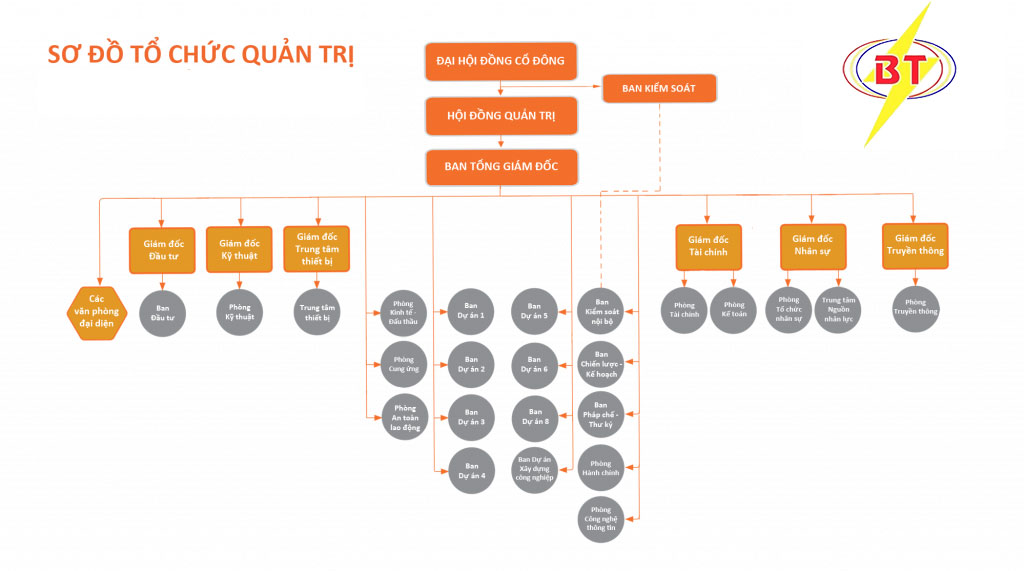 SƠ ĐỒ TỔ CHỨC QUẢN TRỊ
BT
ĐẠI HỘI ĐỒNG CỔ ĐÔNG
BAN KIỂM SOÁT
HỘI ĐỒNG QUẢN TRỊ
BAN TỔNG GIÁM ĐỐC
Các
văn phòng
đại diện
Giám đốc
Đầu tư
Giám đốc
Kỹ thuật
Giám đốc
Trung tâm
thiết bị
Giám đốc
Tài chính
Giám đốc
Nhân sự
Giám đốc
Truyền thông
Ban
Đầu tư
Phòng
Kỹ thuật
Trung tâm
thiết bị
Phòng
Kinh tế -
Đấu thầu
Phòng
Cung ứng
Phòng
An toàn
lao động
Ban
Dự án 1
Ban
Dự án 2
Ban
Dự án 3
Ban
Dự án 4
Ban
Dự án 5
Ban
Dự án 6
Ban
Dự án 8
Ban Dự án
Xây dựng
công nghiệp
Ban
Kiểm soát
nội bộ
Ban
Chiến lược -
Kế hoạch
Ban
Pháp chế -
Thư ký
Phòng
Hành chính
Phòng
Công nghệ
thông tin
Phòng
Tài chính
Phòng
Kế toán
Phòng
Tổ chức
nhân sự
Trung tâm
Nguồn
nhân lực
Phòng
Truyền thông